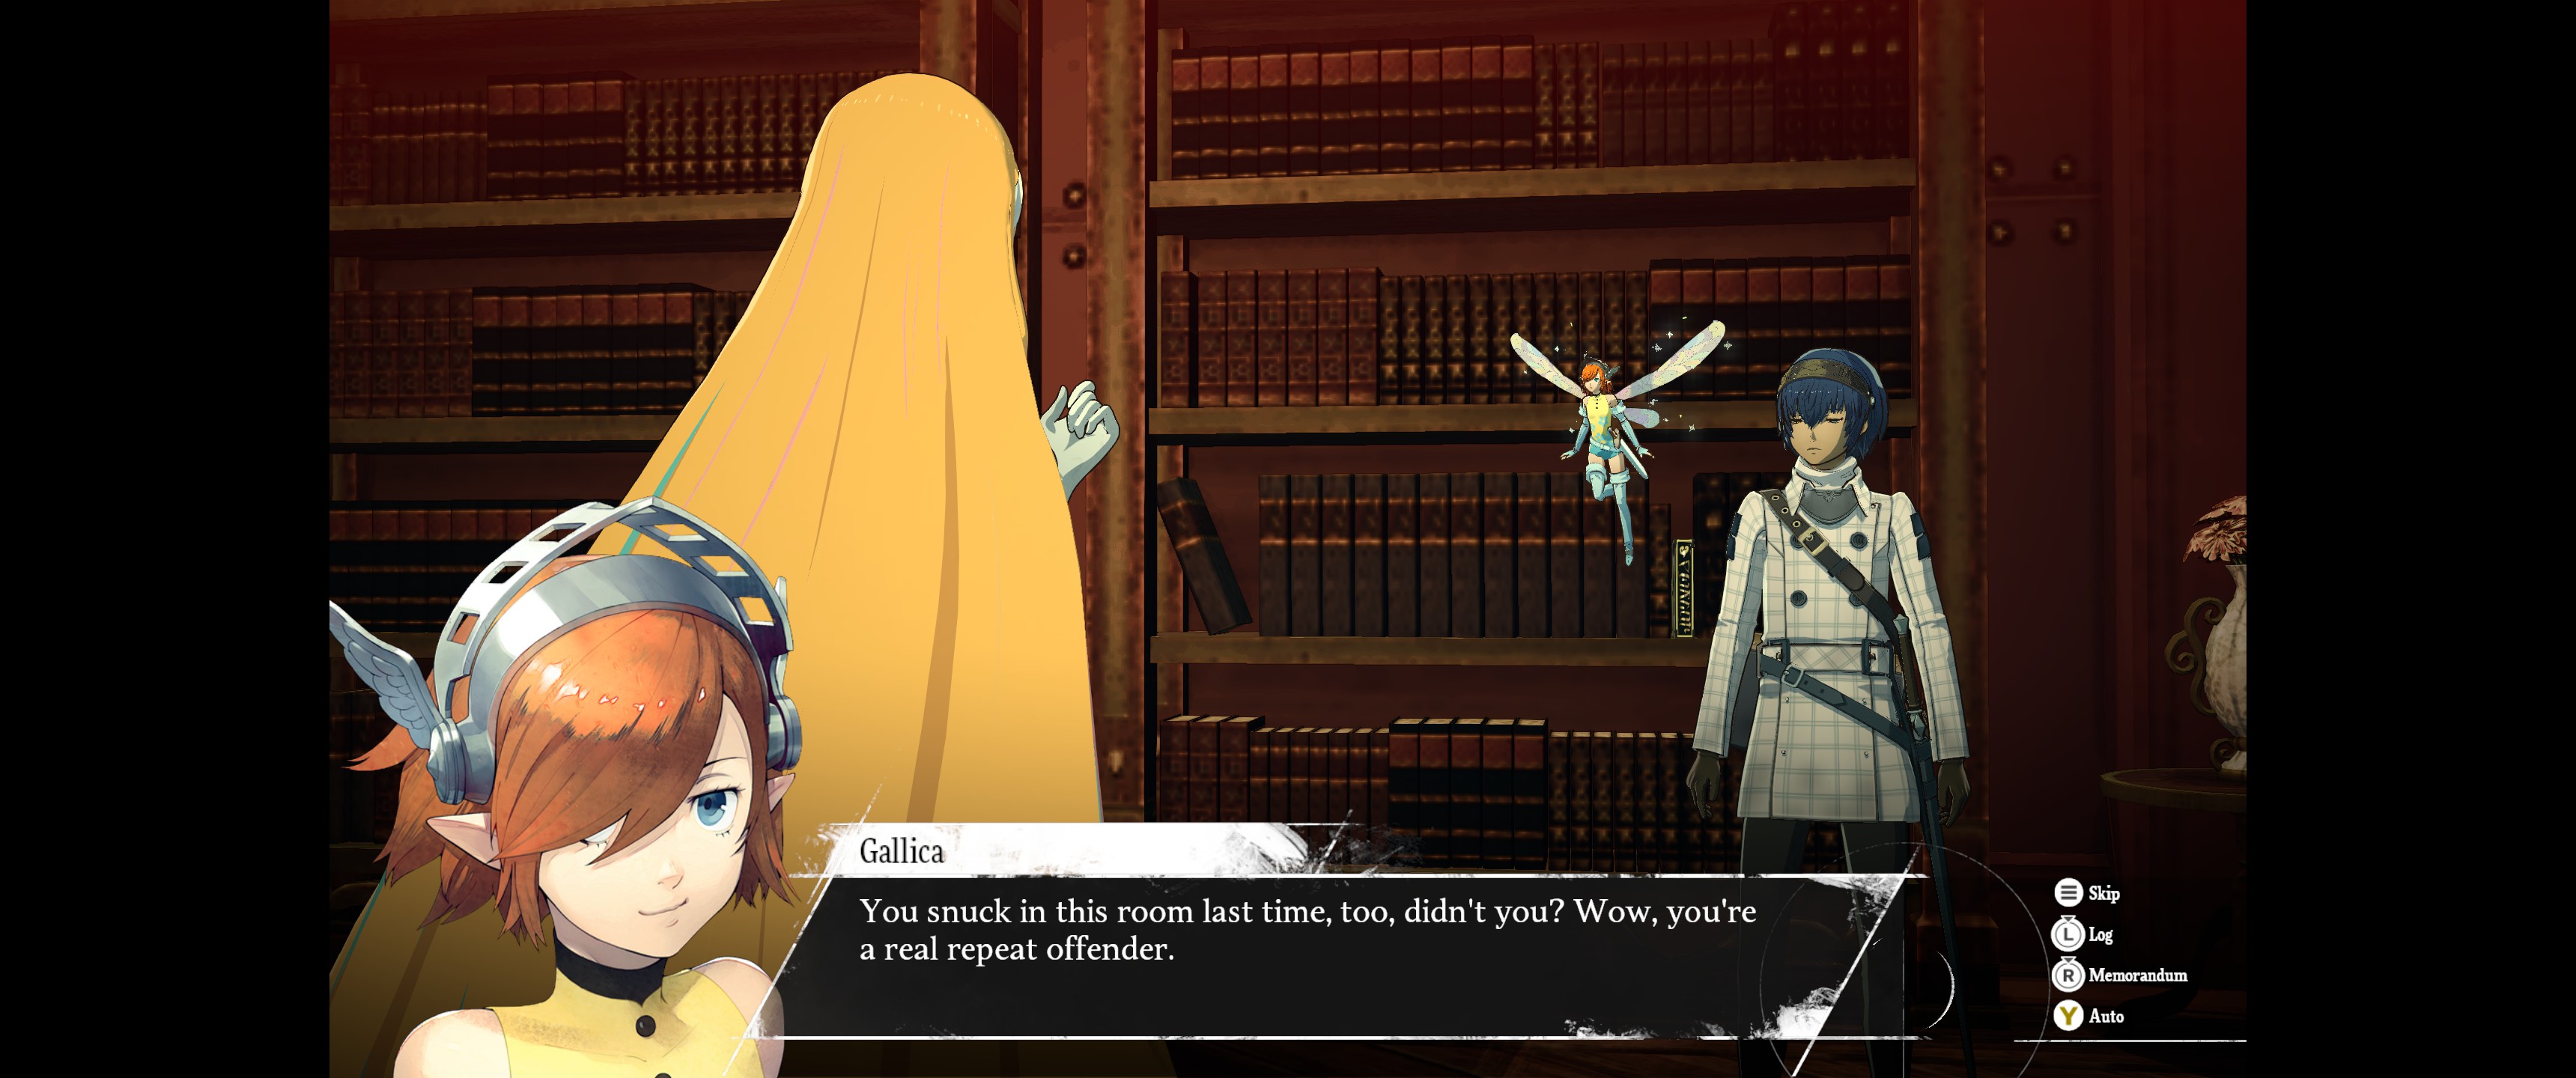 Gallica
You snuck in this room last time, too, didn't you? Wow, you're
a real repeat offender.
Skip
L Log
R Memorandum
Y Auto